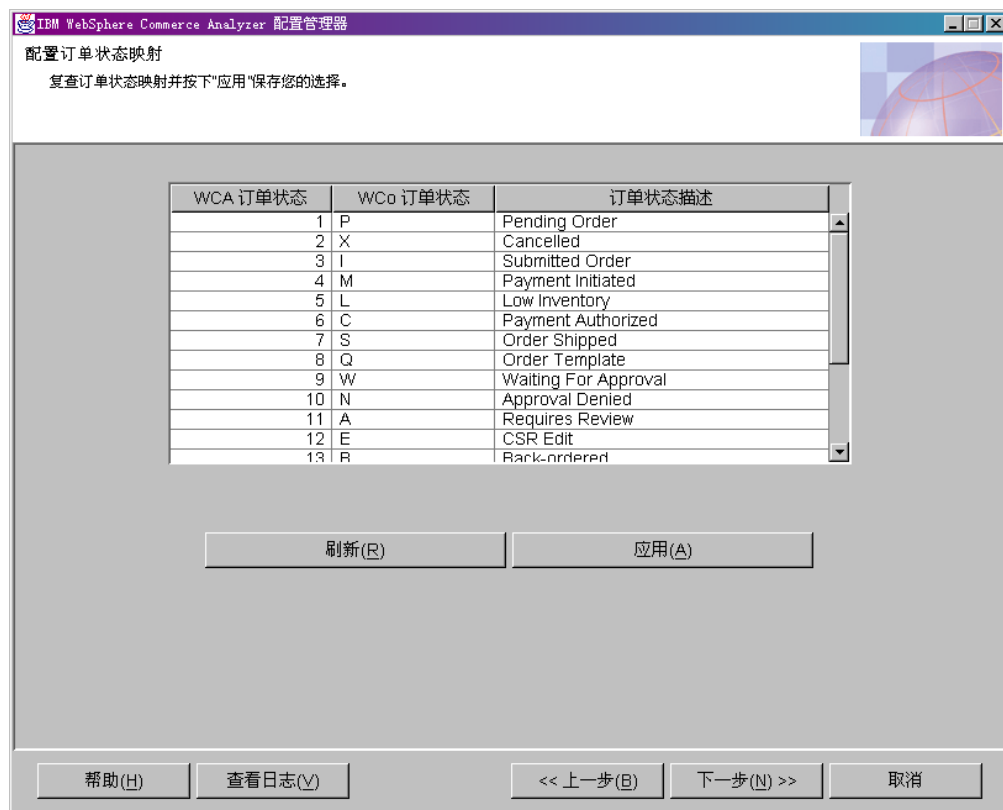 IBM WebSphere Commerce Analyzer 配置管理器
配置订单状态映射
复查订单状态映射并按下"应用"保存您的选择。
WCA 订单状态 WCo 订单状态 订单状态描述
1 P Pending Order
2 X Cancelled
3 I Submitted Order
4 M Payment Initiated
5 L Low Inventory
6 C Payment Authorized
7 S Order Shipped
8 Q Order Template
9 W Waiting For Approval
10 N Approval Denied
11 A Requires Review
12 E CSR Edit
13 B Back-ordered
刷新(R) 应用(A)
帮助(H) 查看日志(V) << 上一步(B) 下一步(N) >> 取消